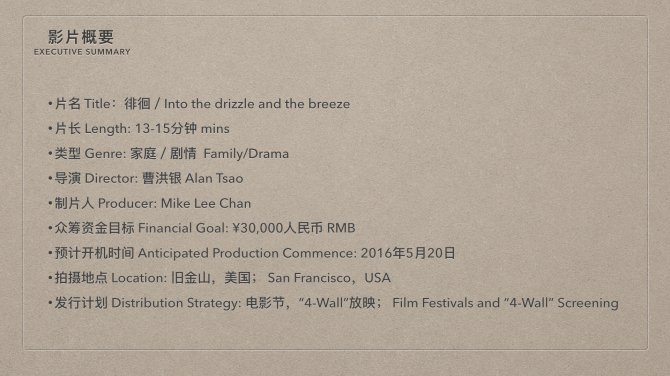 影片概要
EXECUTIVE SUMMARY
•片名 Title：徘徊 / Into the drizzle and the breeze
•片长 Length: 13-15分钟 mins
•类型 Genre: 家庭 / 剧情 Family/Drama
•导演 Director: 曹洪银 Alan Tsao
•制片人 Producer: Mike Lee Chan
•众筹资金目标 Financial Goal: ¥30,000人民币 RMB
•预计开机时间 Anticipated Production Commence: 2016年5月20日
•拍摄地点 Location: 旧金山，美国； San Francisco，USA
•发行计划 Distribution Strategy: 电影节，“4-Wall”放映； Film Festivals and “4-Wall” Screening